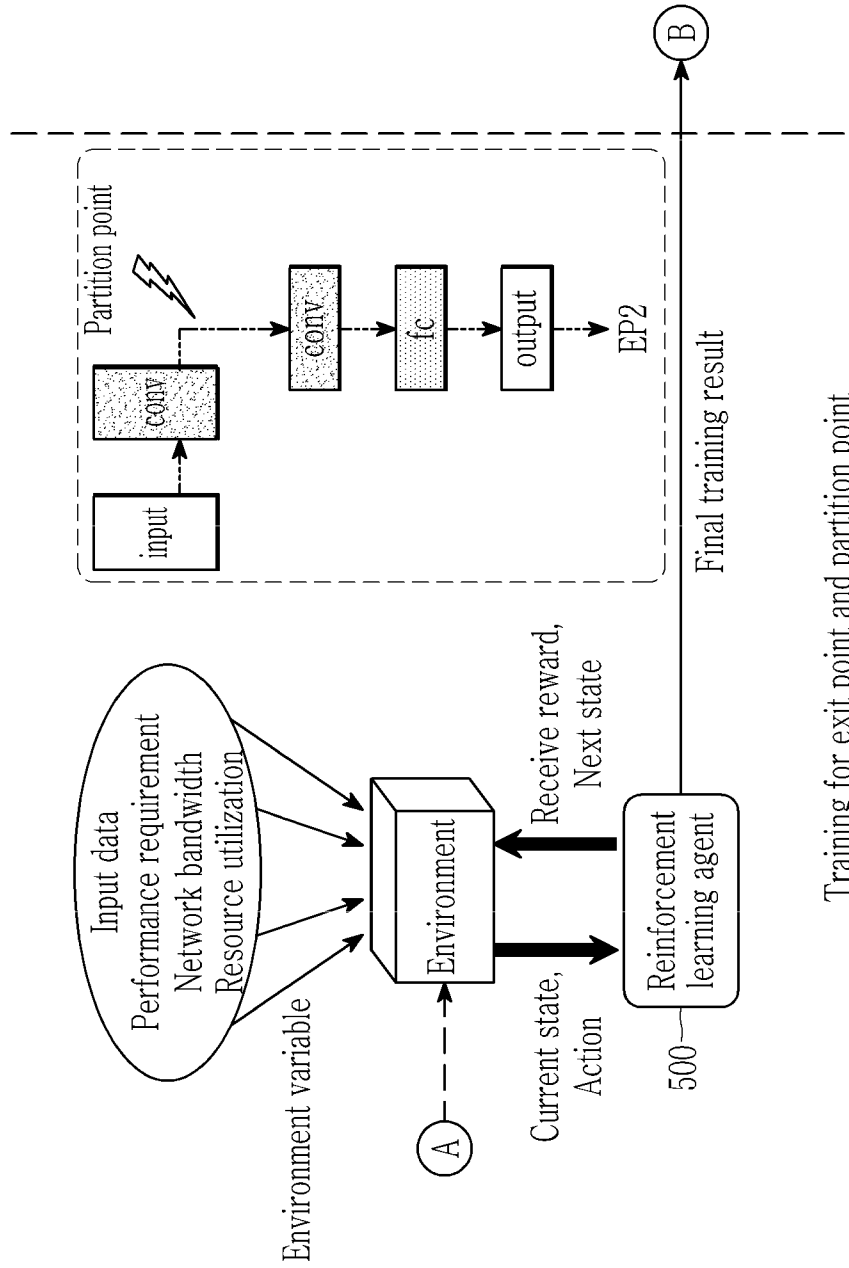 Input data
Performance requirement
Network bandwidth
Resource utilization
Environment variable
A
Environment
Current state,
Action
Receive reward,
Next state
500
Reinforcement
learning agent
input
conv
Partition point
conv
fc
output
EP2
Final training result
B
Training for exit point and partition point